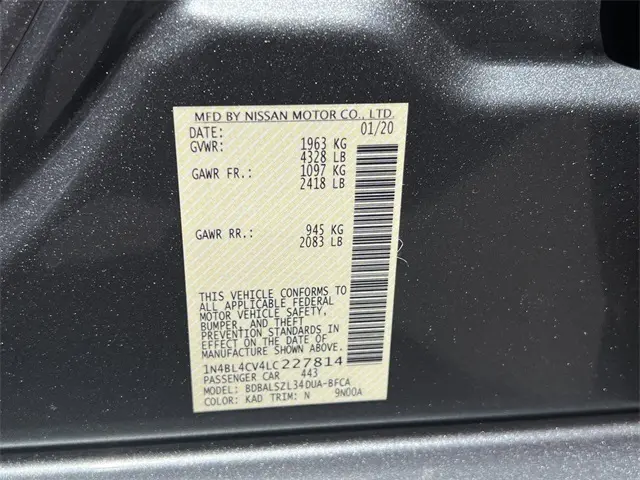 MFD BY NISSAN MOTOR CO., LTD.
DATE: 01/20
GVWR: 1963 KG
4328 LB
GAWR FR.: 1097 KG
2418 LB
GAWR RR.: 945 KG
2083 LB
THIS VEHICLE CONFORMS TO
ALL APPLICABLE FEDERAL
MOTOR VEHICLE SAFETY,
BUMPER, AND THEFT
PREVENTION STANDARDS IN
EFFECT ON THE DATE OF
MANUFACTURE SHOWN ABOVE.
1N4BL4CV4LC227814
PASSENGER CAR 443
MODEL: BDBALSZL34DUA-BFCA
COLOR: KAD TRIM: N 9N00A